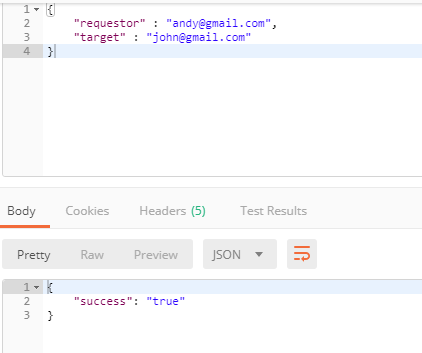 1 {
2 "requestor" : "andy@gmail.com",
3 "target" : "john@gmail.com"
4 }
Body Cookies Headers (5) Test Results
Pretty Raw Preview JSON
1 {
2 "success": "true"
3 }